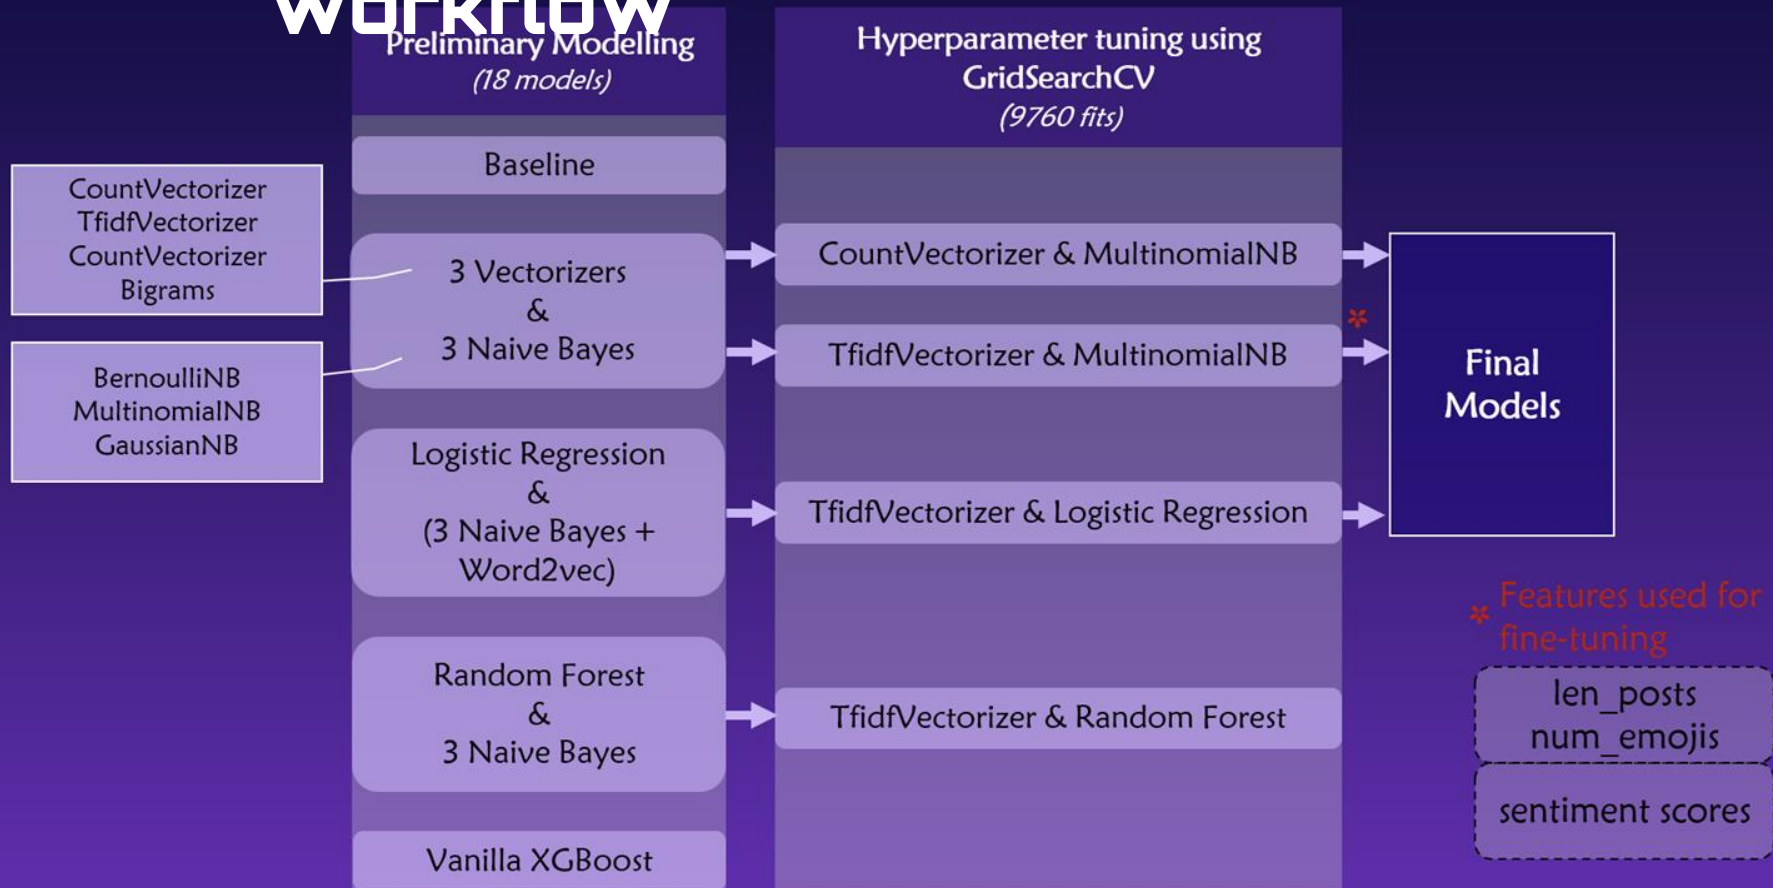 workflow
Preliminary Modelling
(18 models)
Hyperparameter tuning using
GridSearchCV
(9760 fits)
CountVectorizer
TfidfVectorizer
CountVectorizer
Bigrams
BernoulliNB
MultinomialNB
GaussianNB
Baseline
3 Vectorizers
&
3 Naive Bayes
Logistic Regression
&
(3 Naive Bayes +
Word2vec)
Random Forest
&
3 Naive Bayes
Vanilla XGBoost
CountVectorizer & MultinomialNB
TfidfVectorizer & MultinomialNB
*
TfidfVectorizer & Logistic Regression
TfidfVectorizer & Random Forest
Final
Models
* Features used for
fine-tuning
len_posts
num_emojis
sentiment scores